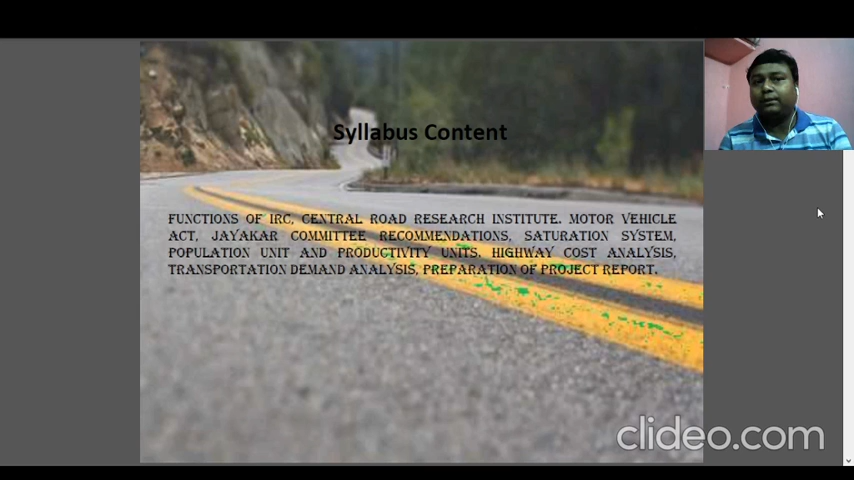 Syllabus Content
FUNCTIONS OF IRC, CENTRAL ROAD RESEARCH INSTITUTE. MOTOR VEHICLE
ACT, JAYAKAR COMMITTEE RECOMMENDATIONS, SATURATION SYSTEM,
POPULATION UNIT AND PRODUCTIVITY UNITS, HIGHWAY COST ANALYSIS,
TRANSPORTATION DEMAND ANALYSIS, PREPARATION OF PROJECT REPORT.
clideo.com